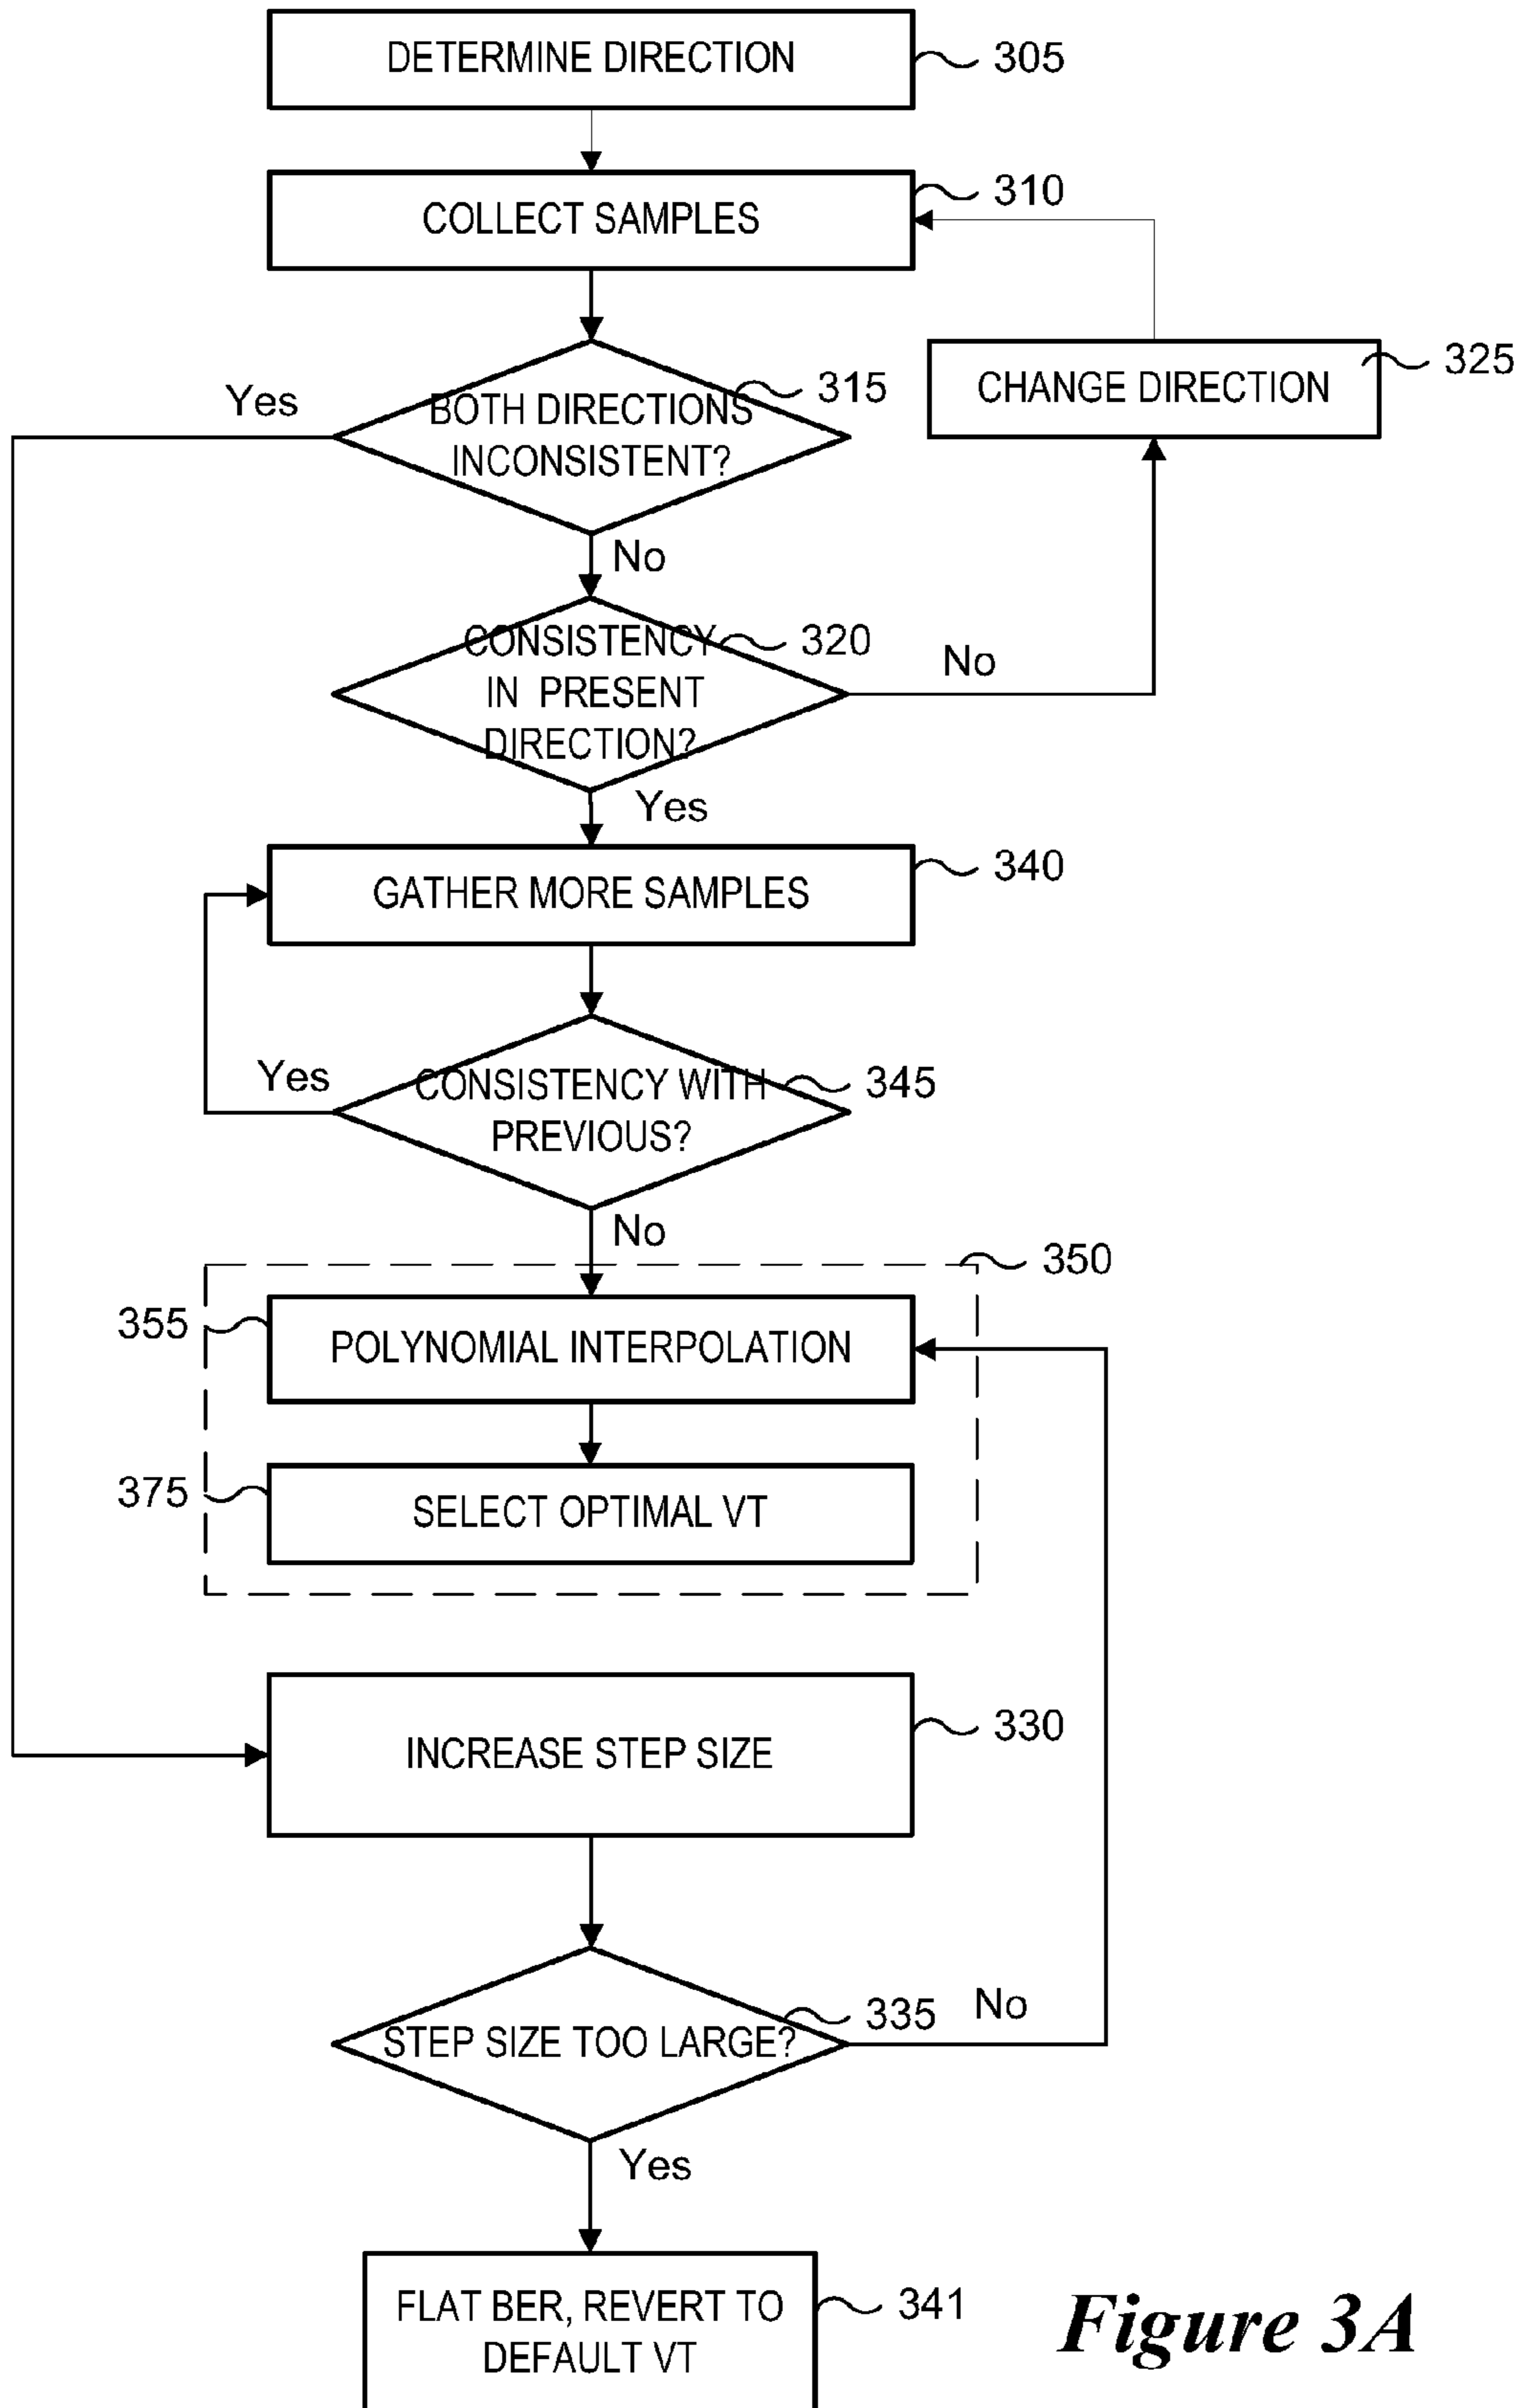 DETERMINE DIRECTION
305
COLLECT SAMPLES
310
CHANGE DIRECTION
325
Yes
BOTH DIRECTIONS
INCONSISTENT?
315
No
CONSISTENCY
IN PRESENT
DIRECTION?
320
No
Yes
GATHER MORE SAMPLES
340
Yes
CONSISTENCY WITH
PREVIOUS?
345
No
350
355
POLYNOMIAL INTERPOLATION
375
SELECT OPTIMAL VT
INCREASE STEP SIZE
330
STEP SIZE TOO LARGE?
335
No
Yes
FLAT BER, REVERT TO
DEFAULT VT
341
Figure 3A